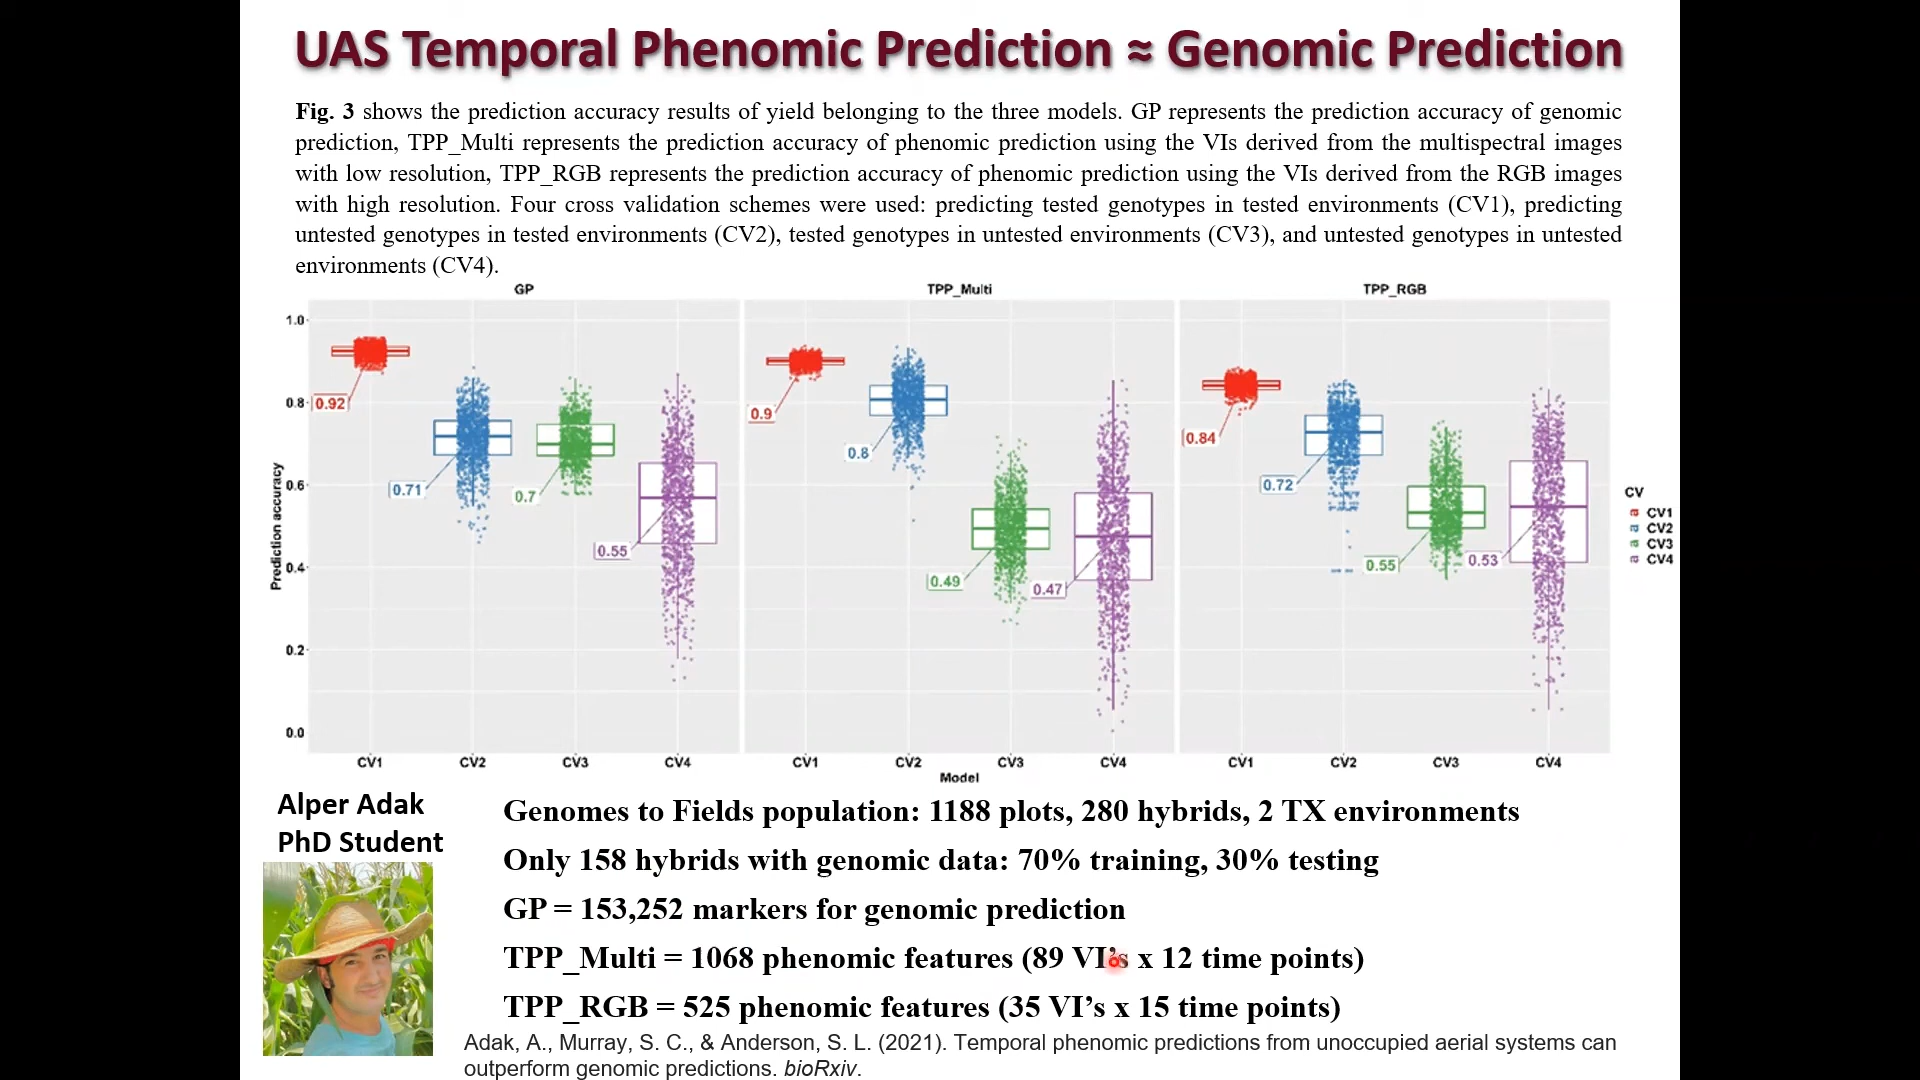 UAS Temporal Phenomic Prediction ≈ Genomic Prediction
Fig. 3 shows the prediction accuracy results of yield belonging to the three models. GP represents the prediction accuracy of genomic
prediction, TPP_Multi represents the prediction accuracy of phenomic prediction using the VIs derived from the multispectral images
with low resolution, TPP_RGB represents the prediction accuracy of phenomic prediction using the VIs derived from the RGB images
with high resolution. Four cross validation schemes were used: predicting tested genotypes in tested environments (CV1), predicting
untested genotypes in tested environments (CV2), tested genotypes in untested environments (CV3), and untested genotypes in untested
environments (CV4).
GP
TPP_Multi
TPP_RGB
Prediction accuracy
1.0
0.8
0.6
0.4
0.2
0.0
0.92
0.71
0.7
0.55
0.9
0.8
0.49
0.47
0.84
0.72
0.55
0.53
CV1 CV2 CV3 CV4
CV1 CV2 CV3 CV4
CV1 CV2 CV3 CV4
Model
CV
a CV1
a CV2
a CV3
a CV4
Alper Adak
PhD Student
Genomes to Fields population: 1188 plots, 280 hybrids, 2 TX environments
Only 158 hybrids with genomic data: 70% training, 30% testing
GP = 153,252 markers for genomic prediction
TPP_Multi = 1068 phenomic features (89 VI’s x 12 time points)
TPP_RGB = 525 phenomic features (35 VI’s x 15 time points)
Adak, A., Murray, S. C., & Anderson, S. L. (2021). Temporal phenomic predictions from unoccupied aerial systems can
outperform genomic predictions. bioRxiv.